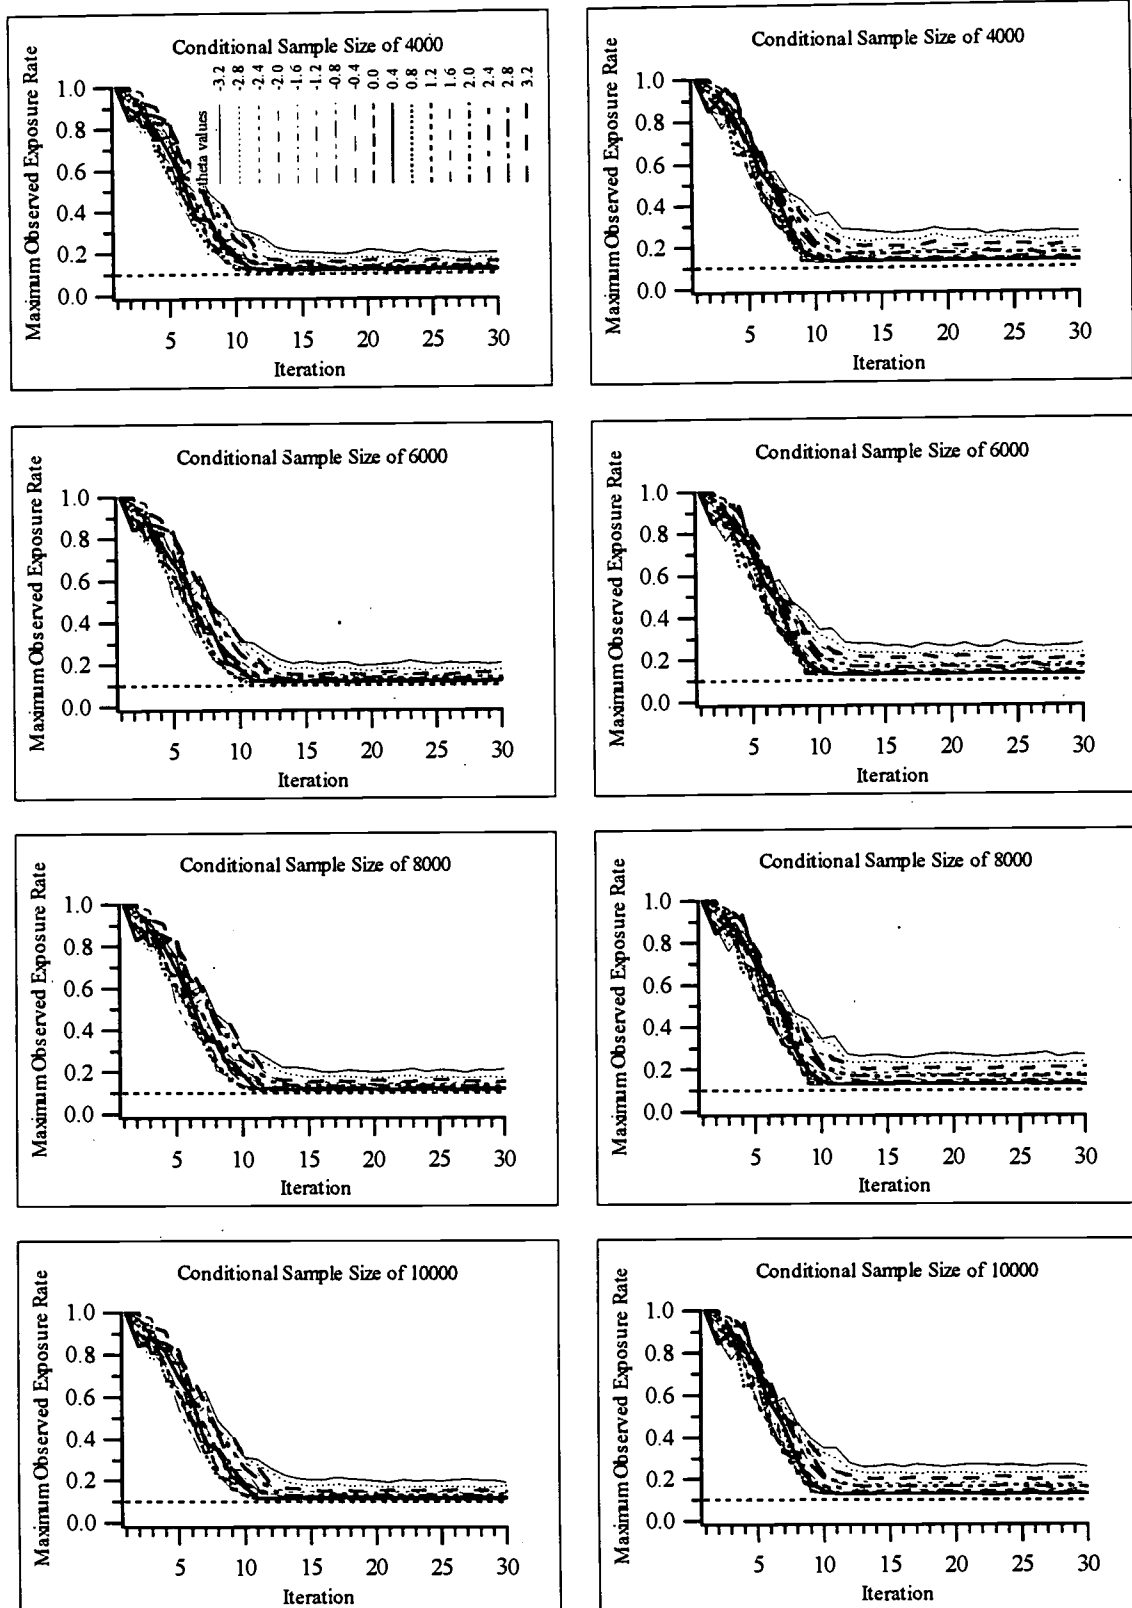 Conditional Sample Size of 4000
Maximum Observed Exposure Rate
1.0
0.8
0.6
0.4
0.2
0.0
theta values
-3.2
-2.8
-2.4
-2.0
-1.6
-1.2
-0.8
-0.4
0.0
0.4
0.8
1.2
1.6
2.0
2.4
2.8
3.2
5 10 15 20 25 30
Iteration
Conditional Sample Size of 4000
Maximum Observed Exposure Rate
1.0
0.8
0.6
0.4
0.2
0.0
5 10 15 20 25 30
Iteration
Conditional Sample Size of 6000
Maximum Observed Exposure Rate
1.0
0.8
0.6
0.4
0.2
0.0
5 10 15 20 25 30
Iteration
Conditional Sample Size of 6000
Maximum Observed Exposure Rate
1.0
0.8
0.6
0.4
0.2
0.0
5 10 15 20 25 30
Iteration
Conditional Sample Size of 8000
Maximum Observed Exposure Rate
1.0
0.8
0.6
0.4
0.2
0.0
5 10 15 20 25 30
Iteration
Conditional Sample Size of 8000
Maximum Observed Exposure Rate
1.0
0.8
0.6
0.4
0.2
0.0
5 10 15 20 25 30
Iteration
Conditional Sample Size of 10000
Maximum Observed Exposure Rate
1.0
0.8
0.6
0.4
0.2
0.0
5 10 15 20 25 30
Iteration
Conditional Sample Size of 10000
Maximum Observed Exposure Rate
1.0
0.8
0.6
0.4
0.2
0.0
5 10 15 20 25 30
Iteration